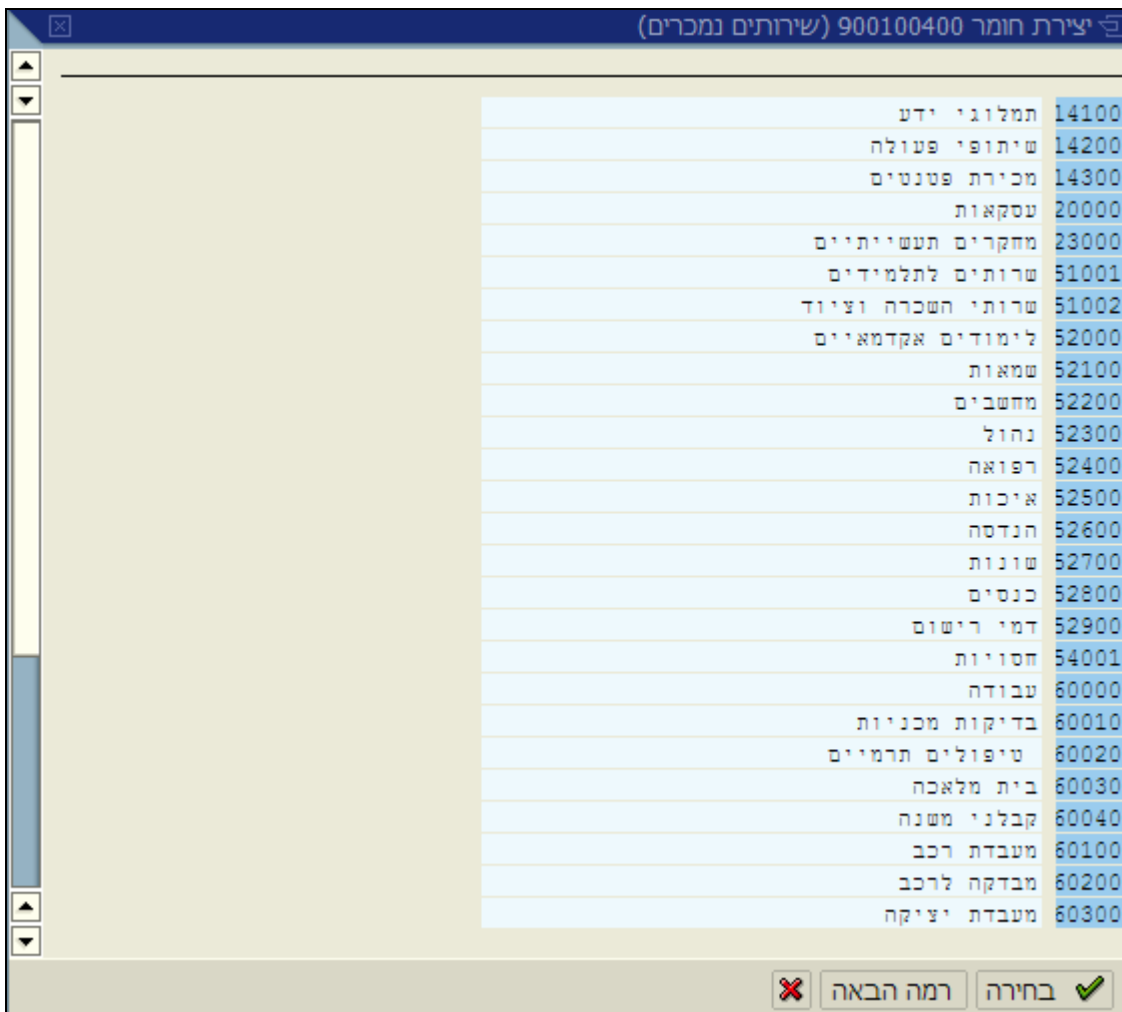 יצירת חומר 900100400 (שירותים נמכרים)
14100 תמלוגי ידע
14200 שיתופי פעולה
14300 מכירת פטנטים
20000 עסקאות
23000 מחקרים תעשייתיים
51001 שרותים לתלמידים
51002 שרותי השכרה וציוד
52000 לימודים אקדמאיים
52100 שמאות
52200 מחשבים
52300 נהול
52400 רפואה
52500 איכות
52600 הנדסה
52700 שונות
52800 כנסים
52900 דמי רישום
54001 חסויות
60000 עבודה
60010 בדיקות מכניות
60020 טיפולים תרמיים
60030 בית מלאכה
60040 קבלני משנה
60100 מעבדת רכב
60200 מבדקה לרכב
60300 מעבדת יציקה
בחירה רמה הבאה